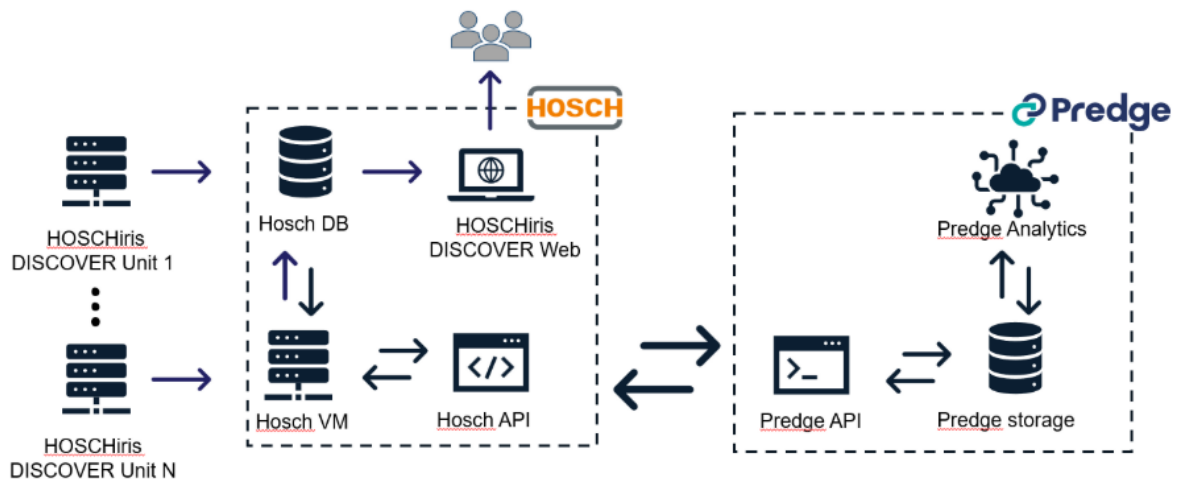 HOSCH
Predge
HOSCHiris
DISCOVER Unit 1
Hosch DB
HOSCHiris
DISCOVER Web
Predge Analytics
HOSCHiris
DISCOVER Unit N
Hosch VM
Hosch API
Predge API
Predge storage